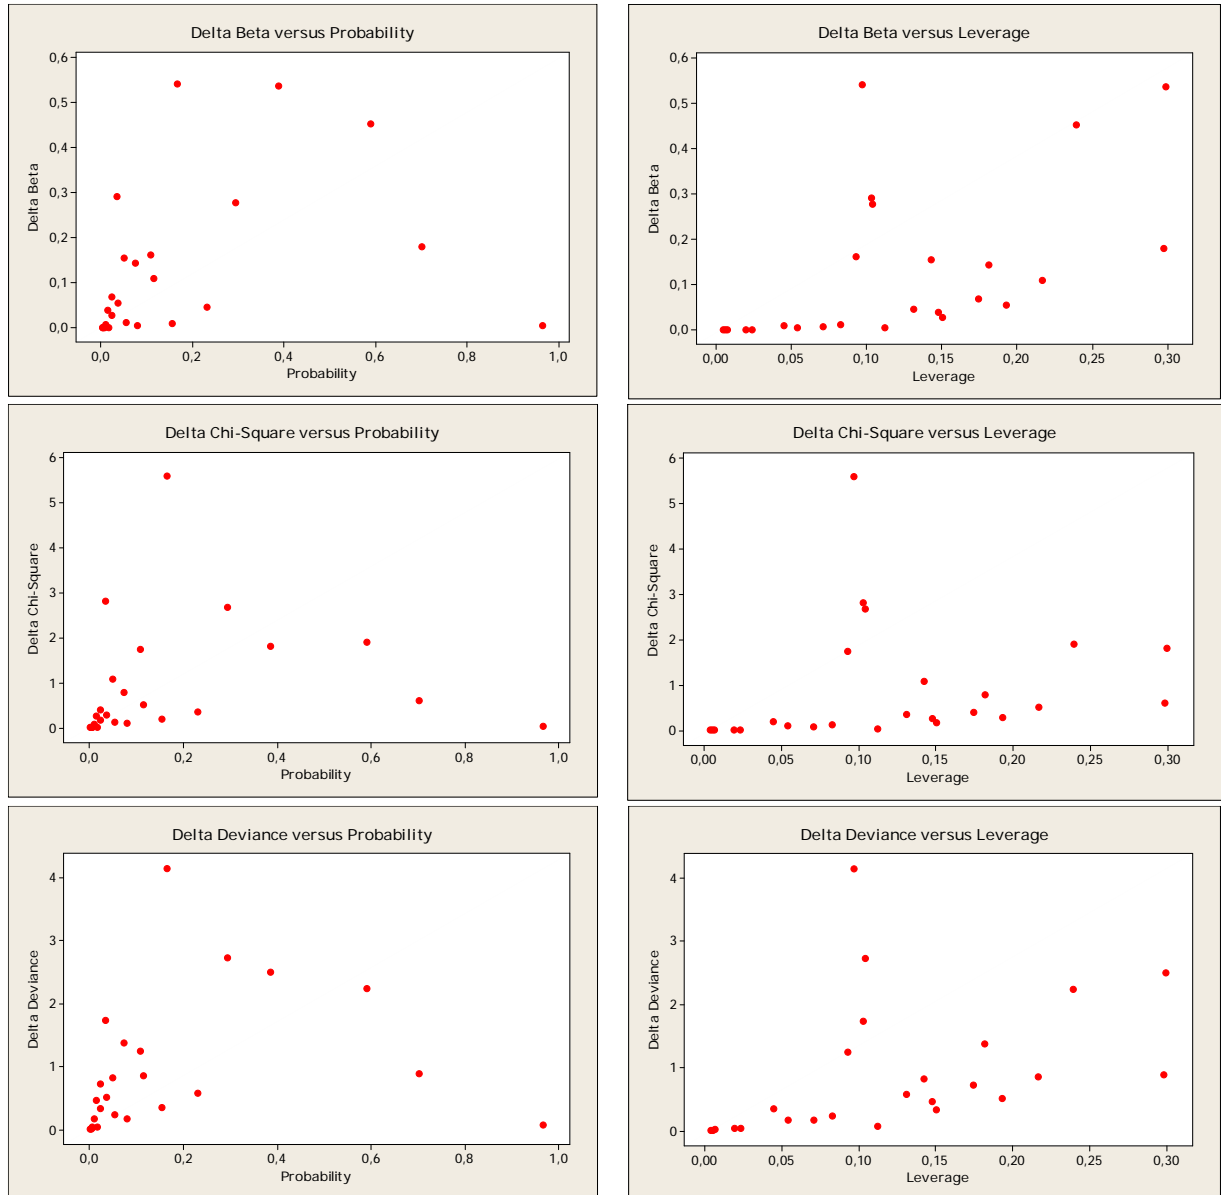 Delta Beta versus Probability
0,6
0,5
0,4
0,3
0,2
0,1
0,0
Delta Beta
0,0 0,2 0,4 0,6 0,8 1,0
Probability
Delta Beta versus Leverage
0,6
0,5
0,4
0,3
0,2
0,1
0,0
Delta Beta
0,00 0,05 0,10 0,15 0,20 0,25 0,30
Leverage
Delta Chi-Square versus Probability
6
5
4
3
2
1
0
Delta Chi-Square
0,0 0,2 0,4 0,6 0,8 1,0
Probability
Delta Chi-Square versus Leverage
6
5
4
3
2
1
0
Delta Chi-Square
0,00 0,05 0,10 0,15 0,20 0,25 0,30
Leverage
Delta Deviance versus Probability
4
3
2
1
0
Delta Deviance
0,0 0,2 0,4 0,6 0,8 1,0
Probability
Delta Deviance versus Leverage
4
3
2
1
0
Delta Deviance
0,00 0,05 0,10 0,15 0,20 0,25 0,30
Leverage